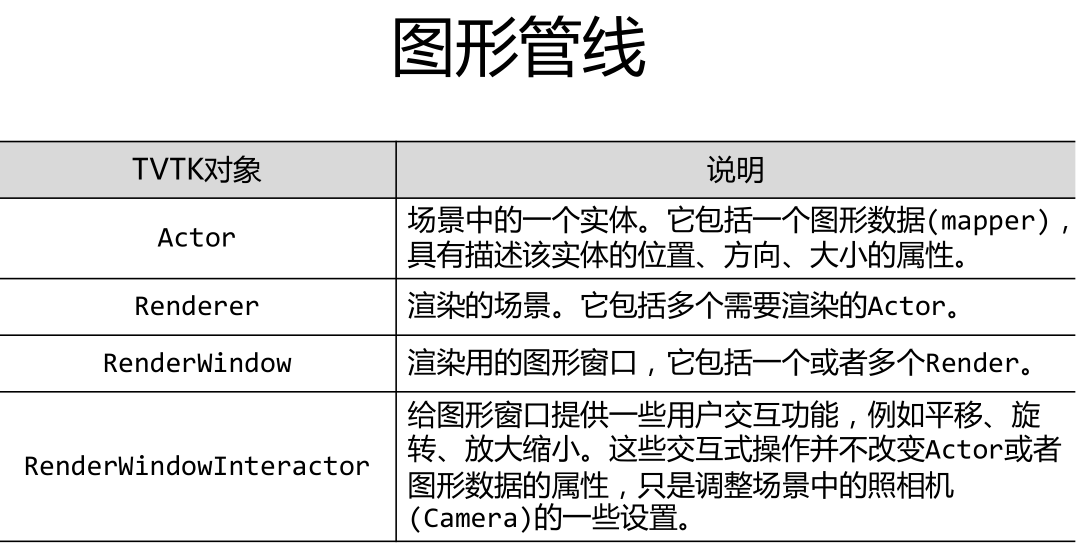 图形管线
TVTK对象
说明
Actor
场景中的一个实体。它包括一个图形数据(mapper)，
具有描述该实体的位置、方向、大小的属性。
Renderer
渲染的场景。它包括多个需要渲染的Actor。
RenderWindow
渲染用的图形窗口，它包括一个或者多个Render。
RenderWindowInteractor
给图形窗口提供一些用户交互功能，例如平移、旋
转、放大缩小。这些交互式操作并不改变Actor或者
图形数据的属性，只是调整场景中的照相机
(Camera)的一些设置。